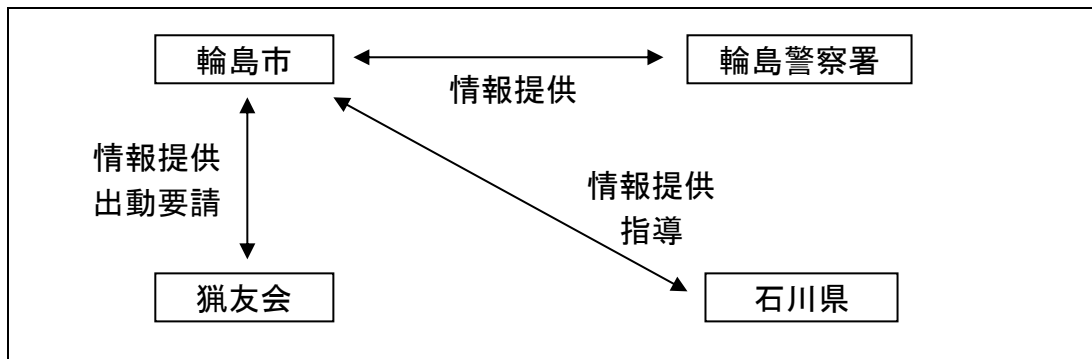 輪島市
輪島警察署
情報提供
情報提供
出動要請
情報提供
指導
猟友会
石川県